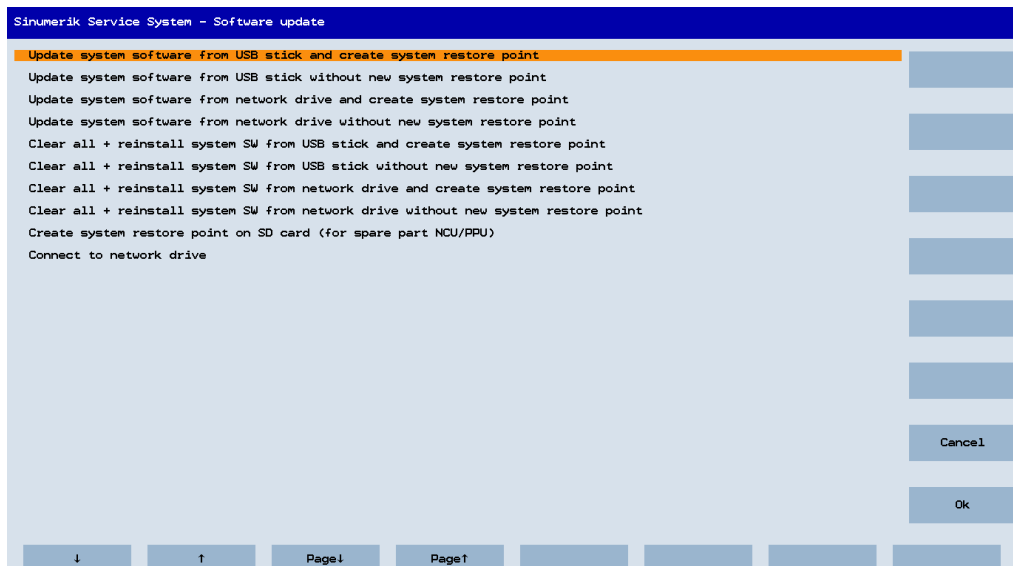 Sinumerik Service System - Software update
Update system software from USB stick and create system restore point
Update system software from USB stick without new system restore point
Update system software from network drive and create system restore point
Update system software from network drive without new system restore point
Clear all + reinstall system SW from USB stick and create system restore point
Clear all + reinstall system SW from USB stick without new system restore point
Clear all + reinstall system SW from network drive and create system restore point
Clear all + reinstall system SW from network drive without new system restore point
Create system restore point on SD card (for spare part NCU/PPU)
Connect to network drive
Cancel
Ok
↓ ↑ Page↓ Page↑